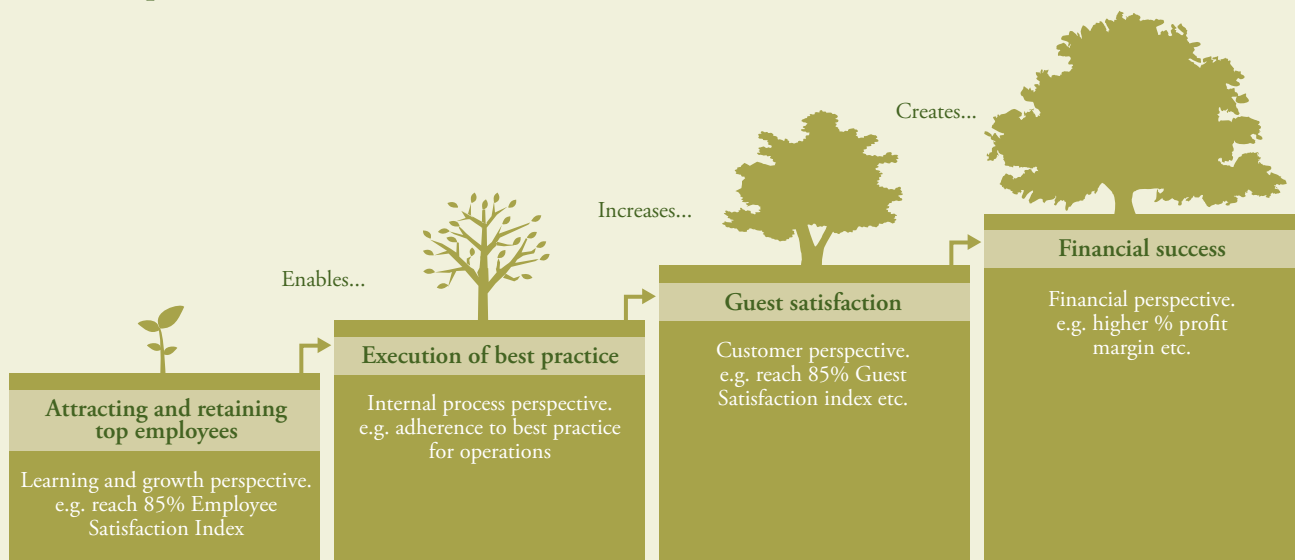 Creates...
Increases...
Enables...
Attracting and retaining
top employees
Learning and growth perspective.
e.g. reach 85% Employee
Satisfaction Index
Execution of best practice
Internal process perspective.
e.g. adherence to best practice
for operations
Guest satisfaction
Customer perspective.
e.g. reach 85% Guest
Satisfaction index etc.
Financial success
Financial perspective.
e.g. higher % profit
margin etc.